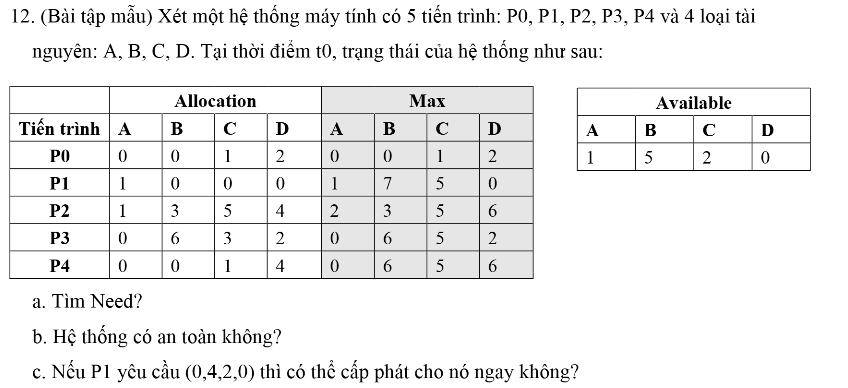 12. (Bài tập mẫu) Xét một hệ thống máy tính có 5 tiến trình: P0, P1, P2, P3, P4 và 4 loại tài
nguyên: A, B, C, D. Tại thời điểm t0, trạng thái của hệ thống như sau:
Allocation Max
Tiến trình A B C D A B C D
P0 0 0 1 2 0 0 1 2
P1 1 0 0 0 1 7 5 0
P2 1 3 5 4 2 3 5 6
P3 0 6 3 2 0 6 5 2
P4 0 0 1 4 0 6 5 6
Available
A B C D
1 5 2 0
a. Tìm Need?
b. Hệ thống có an toàn không?
c. Nếu P1 yêu cầu (0,4,2,0) thì có thể cấp phát cho nó ngay không?